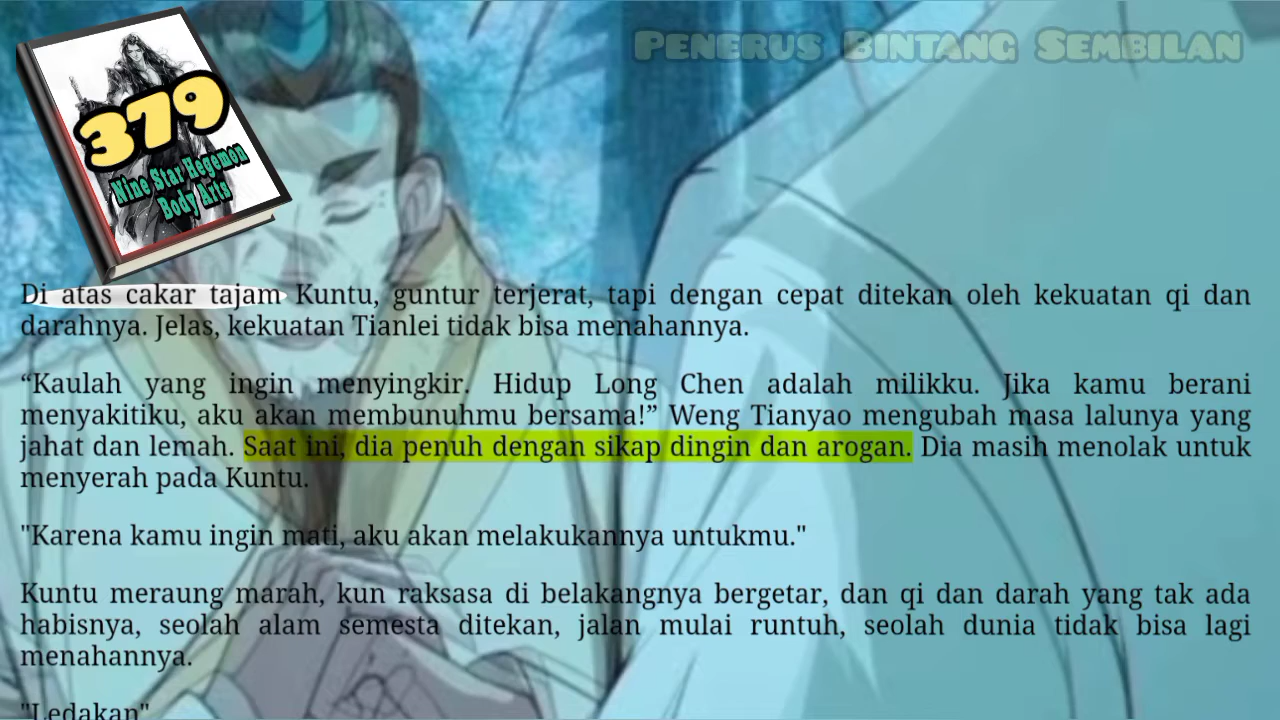 Penerus Bintang Sembilan
379
Nine Star Hegemon
Body Arts
Di atas cakar tajam Kuntu, guntur terjerat, tapi dengan cepat ditekan oleh kekuatan qi dan
darahnya. Jelas, kekuatan Tianlei tidak bisa menahannya.
“Kaulah yang ingin menyingkir. Hidup Long Chen adalah milikku. Jika kamu berani
menyakitiku, aku akan membunuhmu bersama!” Weng Tianyao mengubah masa lalunya yang
jahat dan lemah. Saat ini, dia penuh dengan sikap dingin dan arogan. Dia masih menolak untuk
menyerah pada Kuntu.
"Karena kamu ingin mati, aku akan melakukannya untukmu."
Kuntu meraung marah, kun raksasa di belakangnya bergetar, dan qi dan darah yang tak ada
habisnya, seolah alam semesta ditekan, jalan mulai runtuh, seolah dunia tidak bisa lagi
menahannya.
"Ledakan"